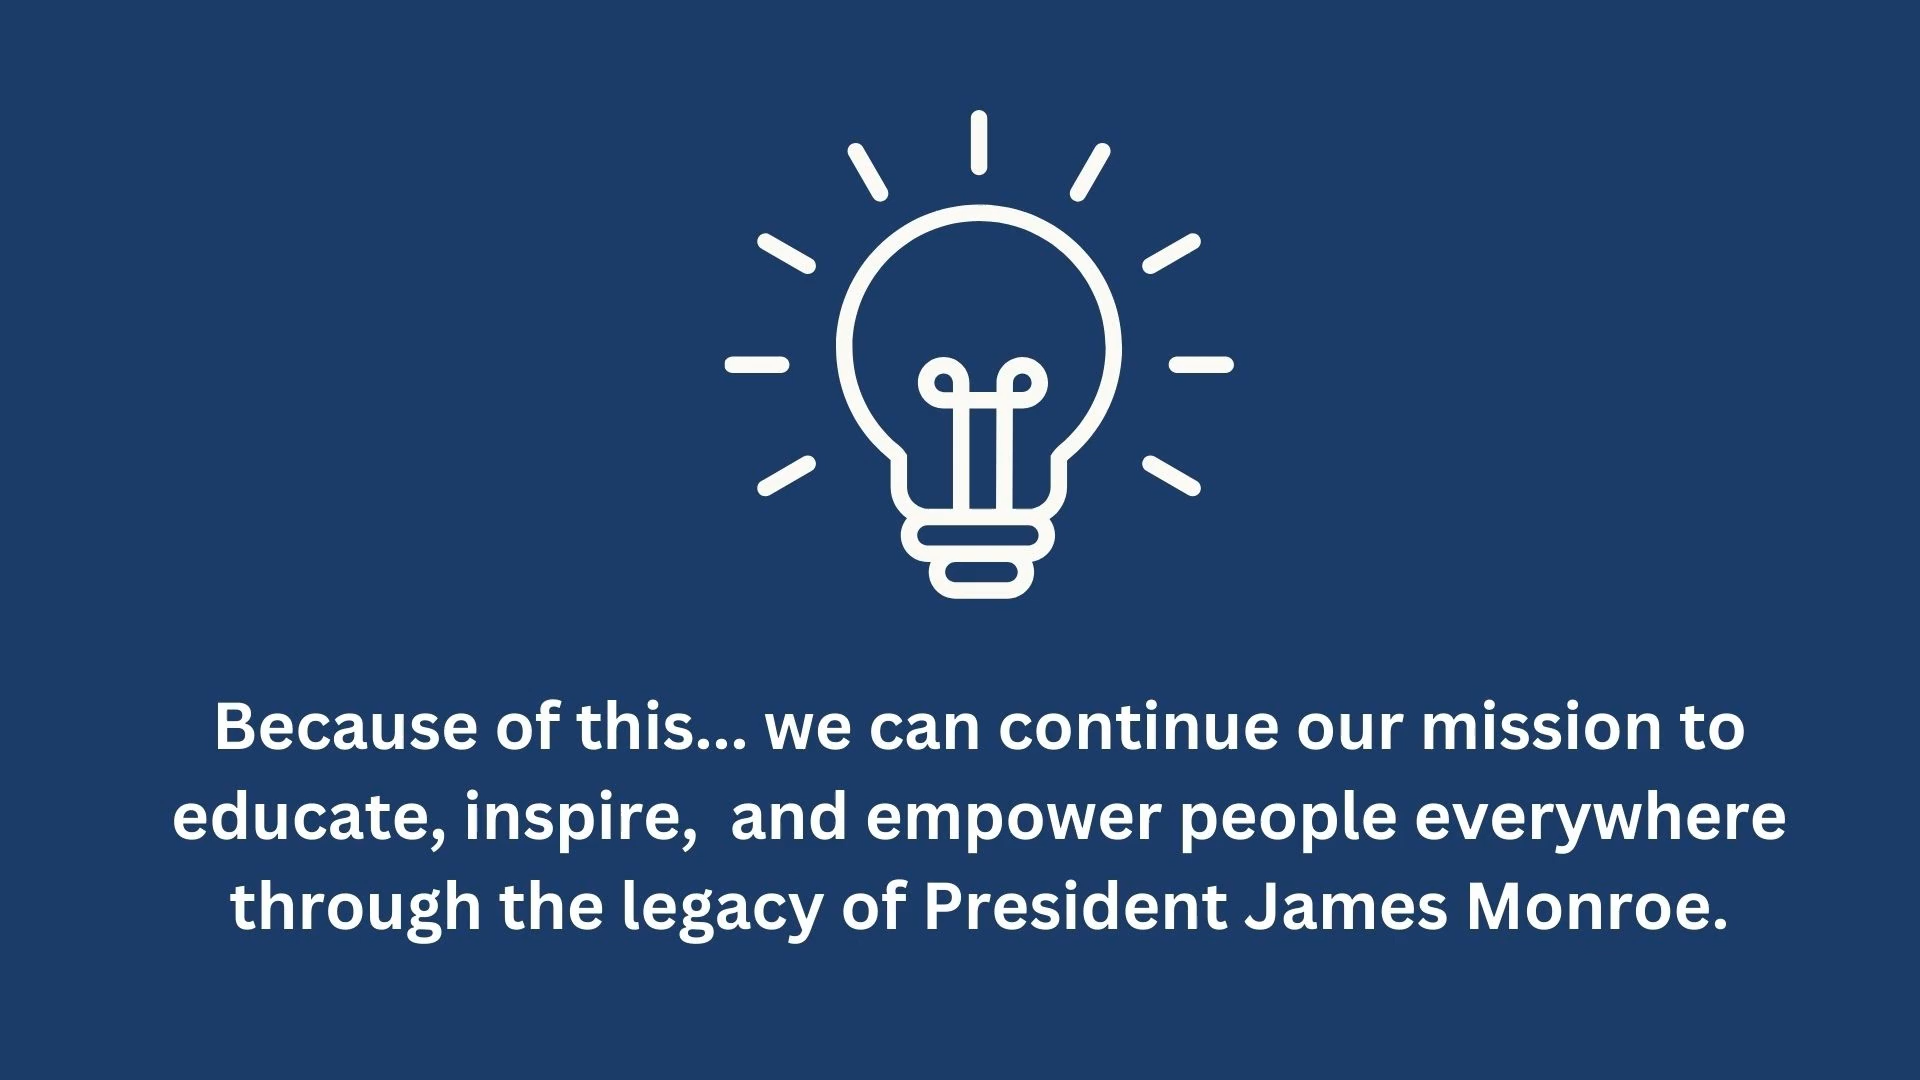 Because of this... we can continue our mission to
educate, inspire,  and empower people everywhere
through the legacy of President James Monroe.